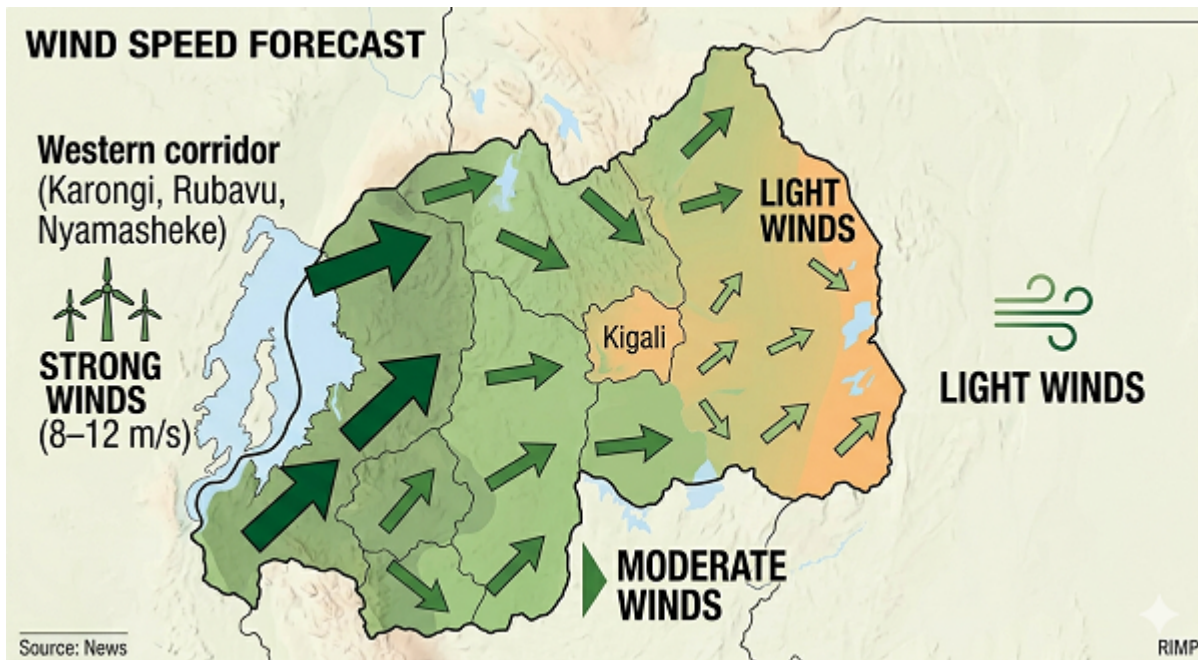 WIND SPEED FORECAST
Western corridor
(Karongi, Rubavu,
Nyamasheke)
STRONG
WINDS
(8–12 m/s)
LIGHT
WINDS
Kigali
LIGHT WINDS
MODERATE
WINDS
Source: News
RIMP